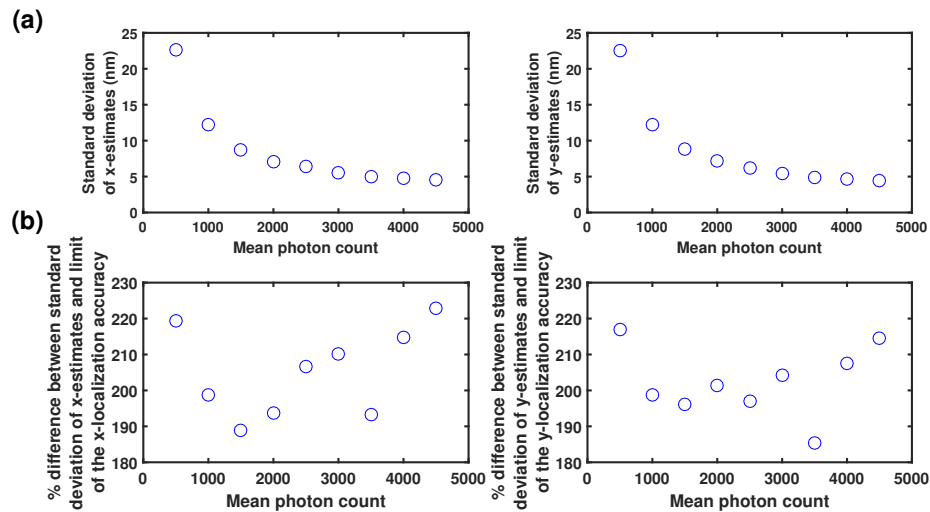 (a)
Standard deviation
of x-estimates (nm)
25
20
15
10
5
0
0 1000 2000 3000 4000 5000
Mean photon count
Standard deviation
of y-estimates (nm)
25
20
15
10
5
0
0 1000 2000 3000 4000 5000
Mean photon count
(b)
% difference between standard
deviation of x-estimates and limit
of the x-localization accuracy
230
220
210
200
190
180
0 1000 2000 3000 4000 5000
Mean photon count
% difference between standard
deviation of y-estimates and limit
of the y-localization accuracy
230
220
210
200
190
180
0 1000 2000 3000 4000 5000
Mean photon count